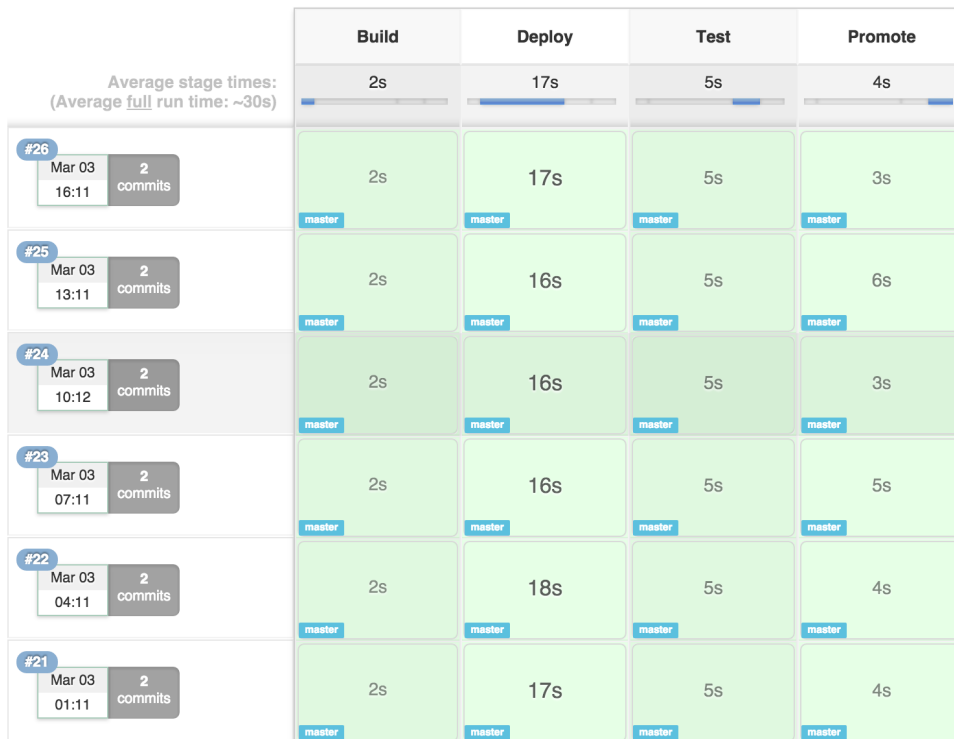 Build Deploy Test Promote
Average stage times:
(Average full run time: ~30s)
2s 17s 5s 4s
#26
Mar 03
16:11
2
commits
2s 17s 5s 3s
master master master master
#25
Mar 03
13:11
2
commits
2s 16s 5s 6s
master master master master
#24
Mar 03
10:12
2
commits
2s 16s 5s 3s
master master master master
#23
Mar 03
07:11
2
commits
2s 16s 5s 5s
master master master master
#22
Mar 03
04:11
2
commits
2s 18s 5s 4s
master master master master
#21
Mar 03
01:11
2
commits
2s 17s 5s 4s
master master master master